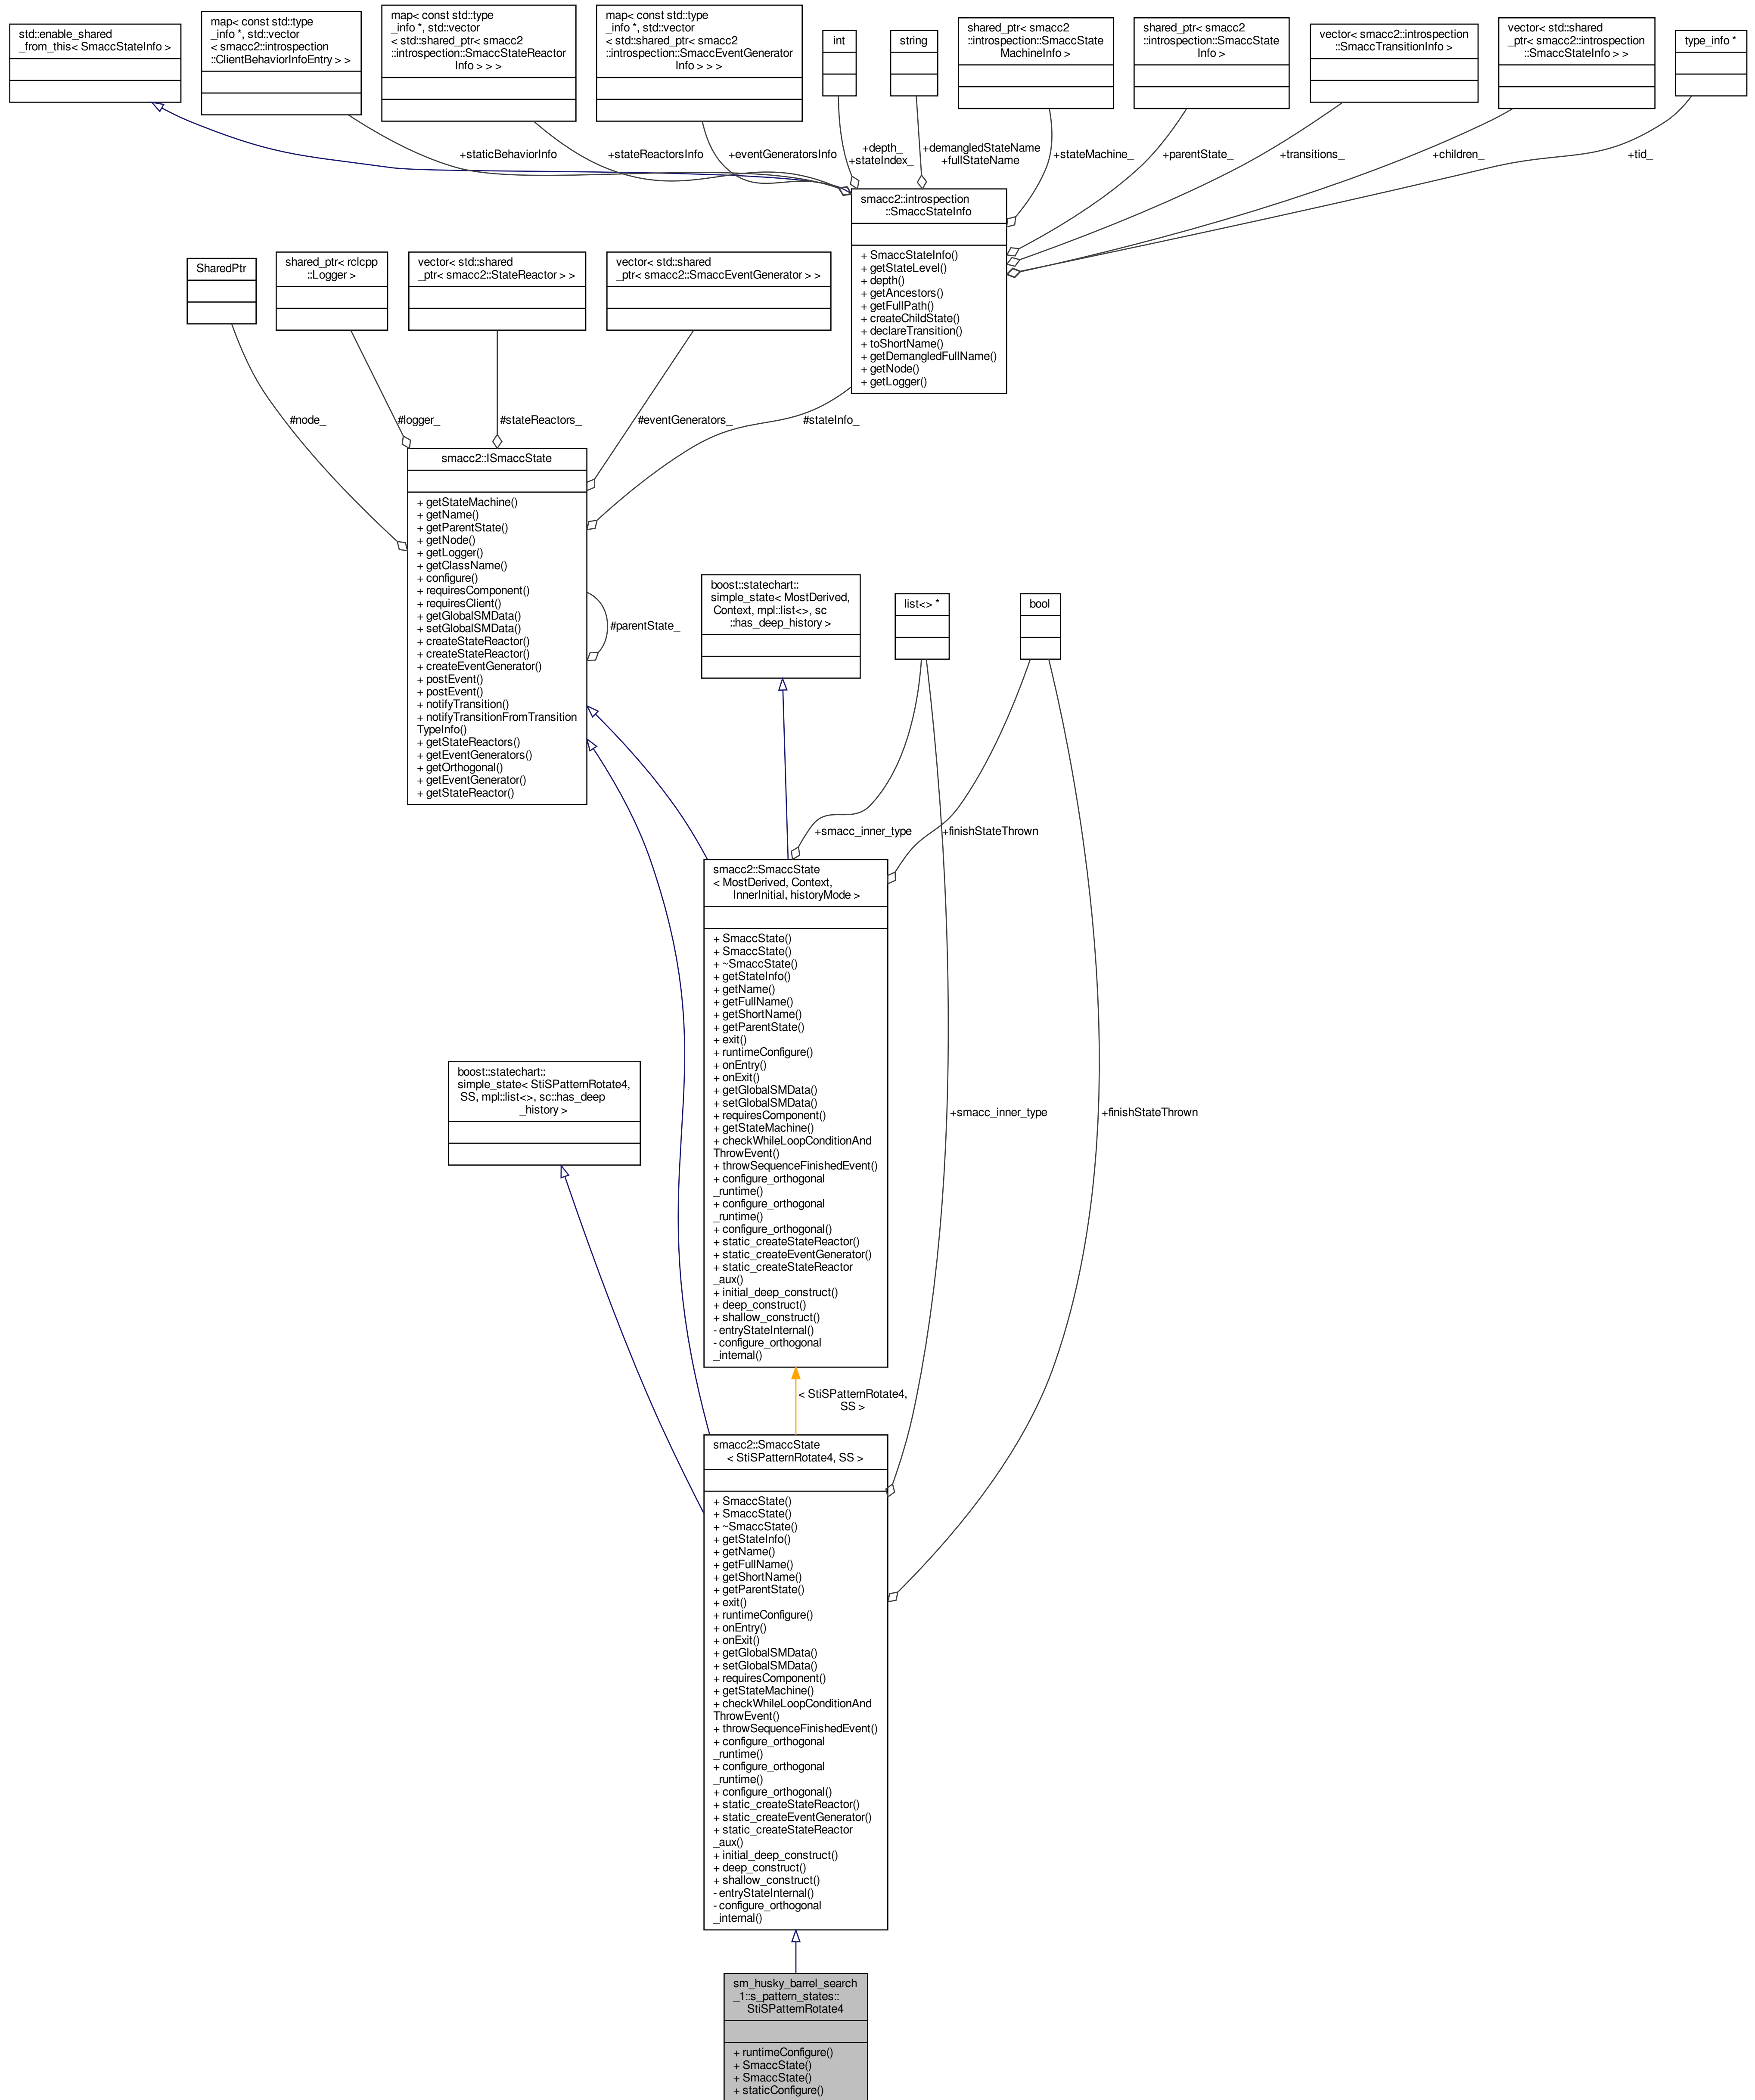 std::enable_shared
_from_this< SmaccStateInfo >
map< const std::type
_info *, std::vector
< smacc2::introspection
::ClientBehaviorInfoEntry > >
map< const std::type
_info *, std::vector
< std::shared_ptr< smacc2
::introspection::SmaccStateReactor
Info > > >
map< const std::type
_info *, std::vector
< std::shared_ptr< smacc2
::introspection::SmaccEventGenerator
Info > > >
int
string
shared_ptr< smacc2
::introspection::SmaccState
MachineInfo >
shared_ptr< smacc2
::introspection::SmaccState
Info >
vector< smacc2::introspection
::SmaccTransitionInfo >
vector< std::shared
_ptr< smacc2::introspection
::SmaccStateInfo > >
type_info *
+staticBehaviorInfo
+stateReactorsInfo
+eventGeneratorsInfo
+depth_
+stateIndex_
+demangledStateName
+fullStateName
+stateMachine_
+parentState_
+transitions_
+children_
+tid_
smacc2::introspection
::SmaccStateInfo
+ SmaccStateInfo()
+ getStateLevel()
+ depth()
+ getAncestors()
+ getFullPath()
+ createChildState()
+ declareTransition()
+ toShortName()
+ getDemangledFullName()
+ getNode()
+ getLogger()
SharedPtr
shared_ptr< rclcpp
::Logger >
vector< std::shared
_ptr< smacc2::StateReactor > >
vector< std::shared
_ptr< smacc2::SmaccEventGenerator > >
#node_
#logger_
#stateReactors_
#eventGenerators_
#stateInfo_
smacc2::ISmaccState
+ getStateMachine()
+ getName()
+ getParentState()
+ getNode()
+ getLogger()
+ getClassName()
+ configure()
+ requiresComponent()
+ requiresClient()
+ getGlobalSMData()
+ setGlobalSMData()
+ createStateReactor()
+ createStateReactor()
+ createEventGenerator()
+ postEvent()
+ postEvent()
+ notifyTransition()
+ notifyTransitionFromTransition
TypeInfo()
+ getStateReactors()
+ getEventGenerators()
+ getOrthogonal()
+ getEventGenerator()
+ getStateReactor()
#parentState_
boost::statechart::
simple_state< MostDerived,
Context, mpl::list<>, sc
::has_deep_history >
list<> *
bool
+smacc_inner_type
+finishStateThrown
smacc2::SmaccState
< MostDerived, Context,
InnerInitial, historyMode >
+ SmaccState()
+ SmaccState()
+ ~SmaccState()
+ getStateInfo()
+ getName()
+ getFullName()
+ getShortName()
+ getParentState()
+ exit()
+ runtimeConfigure()
+ onEntry()
+ onExit()
+ getGlobalSMData()
+ setGlobalSMData()
+ requiresComponent()
+ getStateMachine()
+ checkWhileLoopConditionAnd
ThrowEvent()
+ throwSequenceFinishedEvent()
+ configure_orthogonal
_runtime()
+ configure_orthogonal
_runtime()
+ configure_orthogonal()
+ static_createStateReactor()
+ static_createEventGenerator()
+ static_createStateReactor
_aux()
+ initial_deep_construct()
+ deep_construct()
+ shallow_construct()
- entryStateInternal()
- configure_orthogonal
_internal()
boost::statechart::
simple_state< StiSPatternRotate4,
SS, mpl::list<>, sc::has_deep
_history >
+smacc_inner_type
+finishStateThrown
< StiSPatternRotate4,
SS >
smacc2::SmaccState
< StiSPatternRotate4, SS >
+ SmaccState()
+ SmaccState()
+ ~SmaccState()
+ getStateInfo()
+ getName()
+ getFullName()
+ getShortName()
+ getParentState()
+ exit()
+ runtimeConfigure()
+ onEntry()
+ onExit()
+ getGlobalSMData()
+ setGlobalSMData()
+ requiresComponent()
+ getStateMachine()
+ checkWhileLoopConditionAnd
ThrowEvent()
+ throwSequenceFinishedEvent()
+ configure_orthogonal
_runtime()
+ configure_orthogonal
_runtime()
+ configure_orthogonal()
+ static_createStateReactor()
+ static_createEventGenerator()
+ static_createStateReactor
_aux()
+ initial_deep_construct()
+ deep_construct()
+ shallow_construct()
- entryStateInternal()
- configure_orthogonal
_internal()
sm_husky_barrel_search
_1::s_pattern_states::
StiSPatternRotate4
+ runtimeConfigure()
+ SmaccState()
+ SmaccState()
+ staticConfigure()